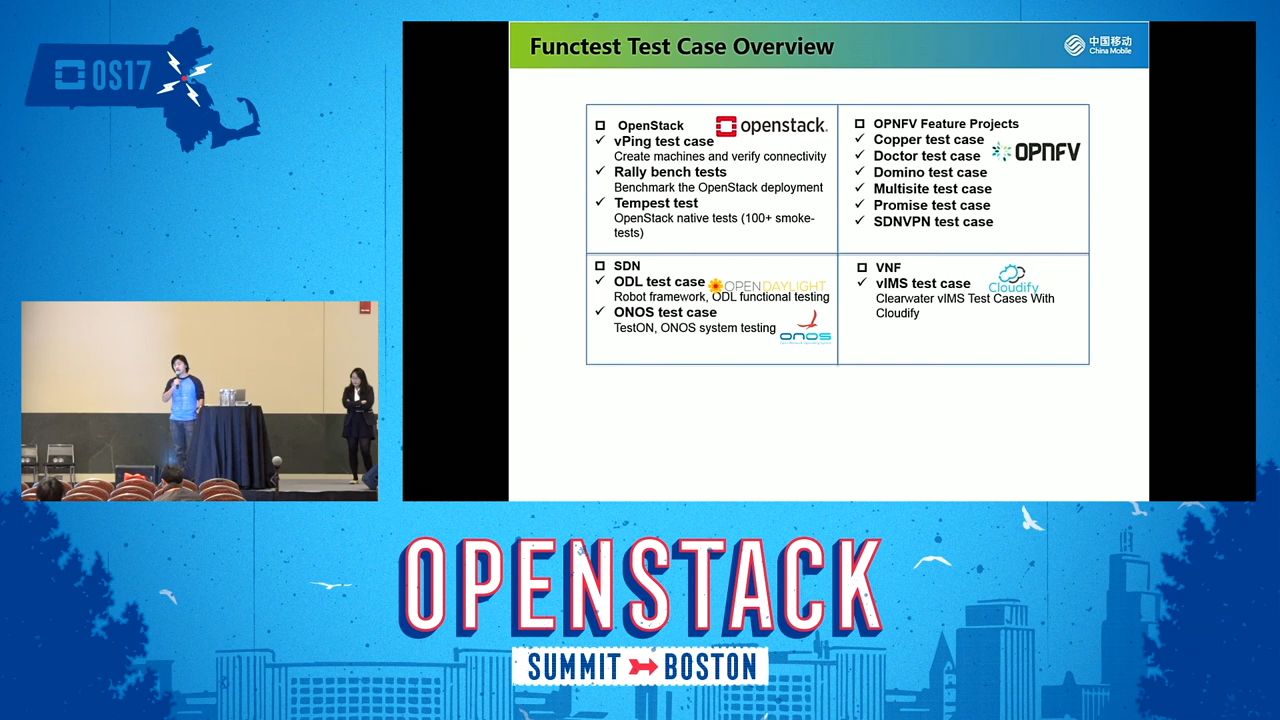 OS17
Functest Test Case Overview
中国移动
China Mobile
OpenStack
openstack.
vPing test case
Create machines and verify connectivity
Rally bench tests
Benchmark the OpenStack deployment
Tempest test
OpenStack native tests (100+ smoke-
tests)
OPNFV Feature Projects
Copper test case
Doctor test case
OPNFV
Domino test case
Multisite test case
Promise test case
SDNVPN test case
SDN
ODL test case
OPENDAYLIGHT
Robot framework, ODL functional testing
ONOS test case
TestON, ONOS system testing
onos
VNF
vIMS test case
Cloudify
Clearwater vIMS Test Cases With
Cloudify
OPENSTACK
SUMMIT BOSTON